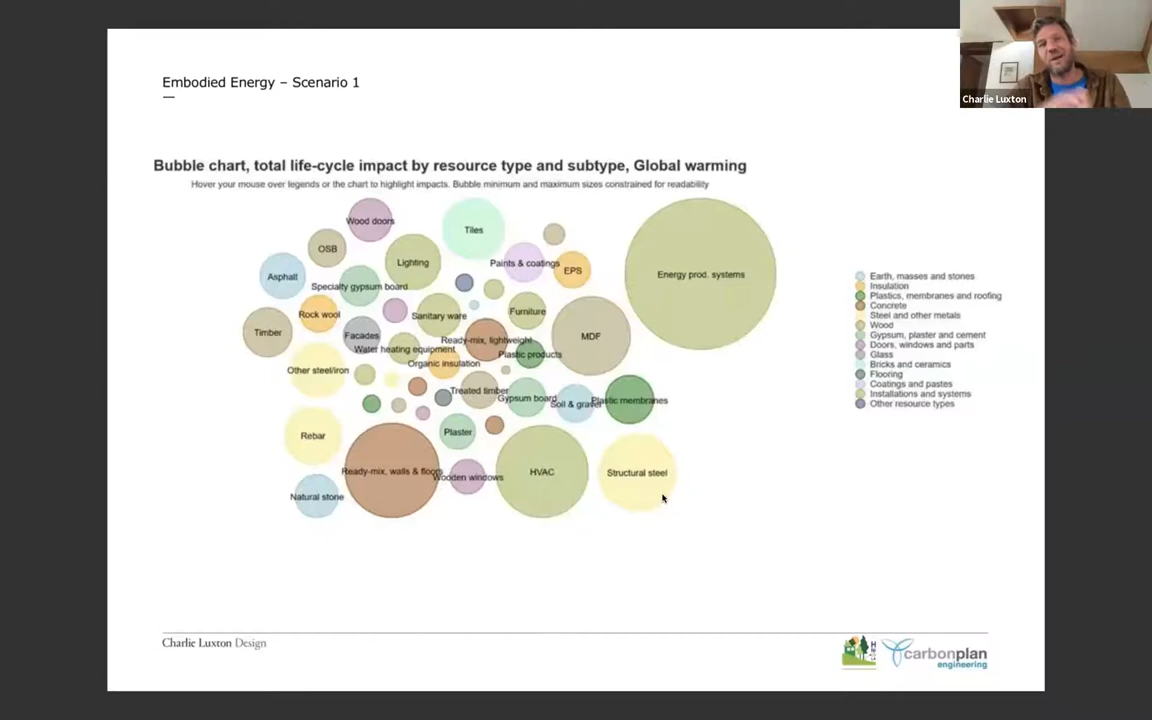 Charlie Luxton
Embodied Energy – Scenario 1
Bubble chart, total life-cycle impact by resource type and subtype, Global warming
Hover your mouse over legends or the chart to highlight impacts. Bubble minimum and maximum sizes constrained for readability
Wood doors
Tiles
OSB
Lighting
Paints & coatings
EPS
Energy prod. systems
Asphalt
Specialty gypsum board
Rock wool
Sanitary ware
Furniture
Timber
Facades
Ready-mix, lightweight
MDF
Water heating equipment
Plastic products
Organic insulation
Other steel/iron
Treated timber
Gypsum board
Soil & gravel
Plastic membranes
Rebar
Plaster
Ready-mix, walls & floors
Wooden windows
HVAC
Structural steel
Natural stone
Earth, masses and stones
Insulation
Plastics, membranes and roofing
Concrete
Steel and other metals
Wood
Gypsum, plaster and cement
Doors, windows and parts
Glass
Bricks and ceramics
Flooring
Coatings and pastes
Installations and systems
Other resource types
Charlie Luxton Design
carbonplan
engineering